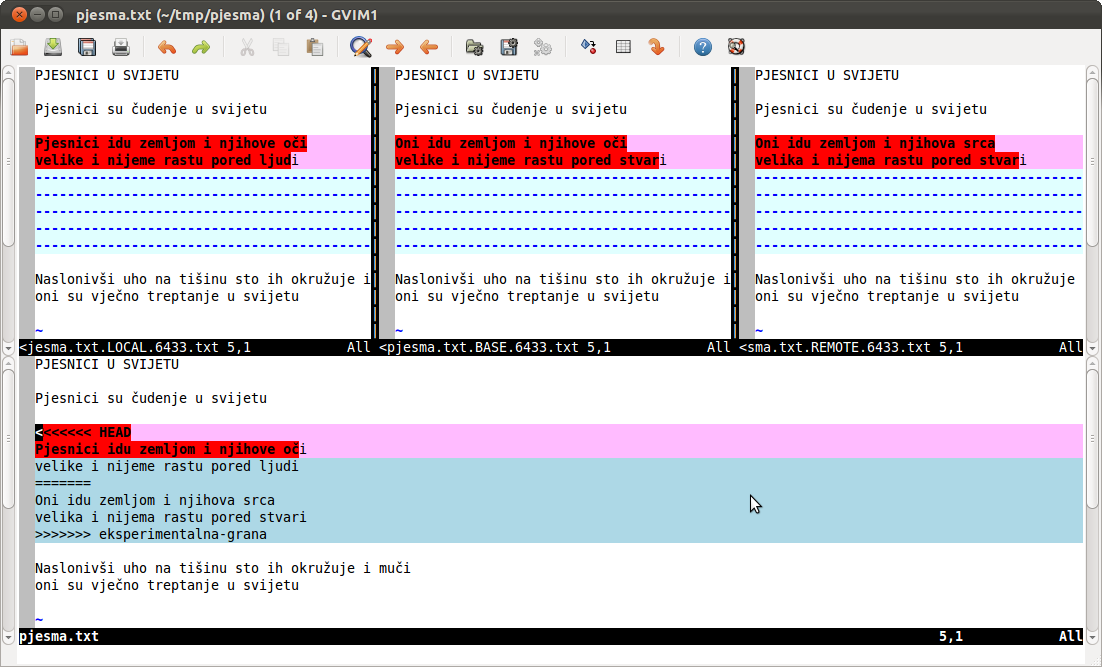 pjesma.txt (~/tmp/pjesma) (1 of 4) - GVIM1
PJESNICI U SVIJETU
Pjesnici su čudenje u svijetu
Pjesnici idu zemljom i njihove oči
velike i nijeme rastu pored ljudi
Naslonivši uho na tišinu sto ih okružuje i
oni su vječno treptanje u svijetu
~
<jesma.txt.LOCAL.6433.txt 5,1 All
PJESNICI U SVIJETU
Pjesnici su čudenje u svijetu
Oni idu zemljom i njihove oči
velike i nijeme rastu pored stvari
Naslonivši uho na tišinu sto ih okružuje i
oni su vječno treptanje u svijetu
~
<pjesma.txt.BASE.6433.txt 5,1 All
PJESNICI U SVIJETU
Pjesnici su čudenje u svijetu
Oni idu zemljom i njihova srca
velika i nijema rastu pored stvari
Naslonivši uho na tišinu sto ih okružuje
oni su vječno treptanje u svijetu
~
<sma.txt.REMOTE.6433.txt 5,1 All
PJESNICI U SVIJETU
Pjesnici su čudenje u svijetu
<<<<<<< HEAD
Pjesnici idu zemljom i njihove oči
velike i nijeme rastu pored ljudi
=======
Oni idu zemljom i njihova srca
velika i nijema rastu pored stvari
>>>>>>> eksperimentalna-grana
Naslonivši uho na tišinu sto ih okružuje i muči
oni su vječno treptanje u svijetu
~
pjesma.txt 5,1 All